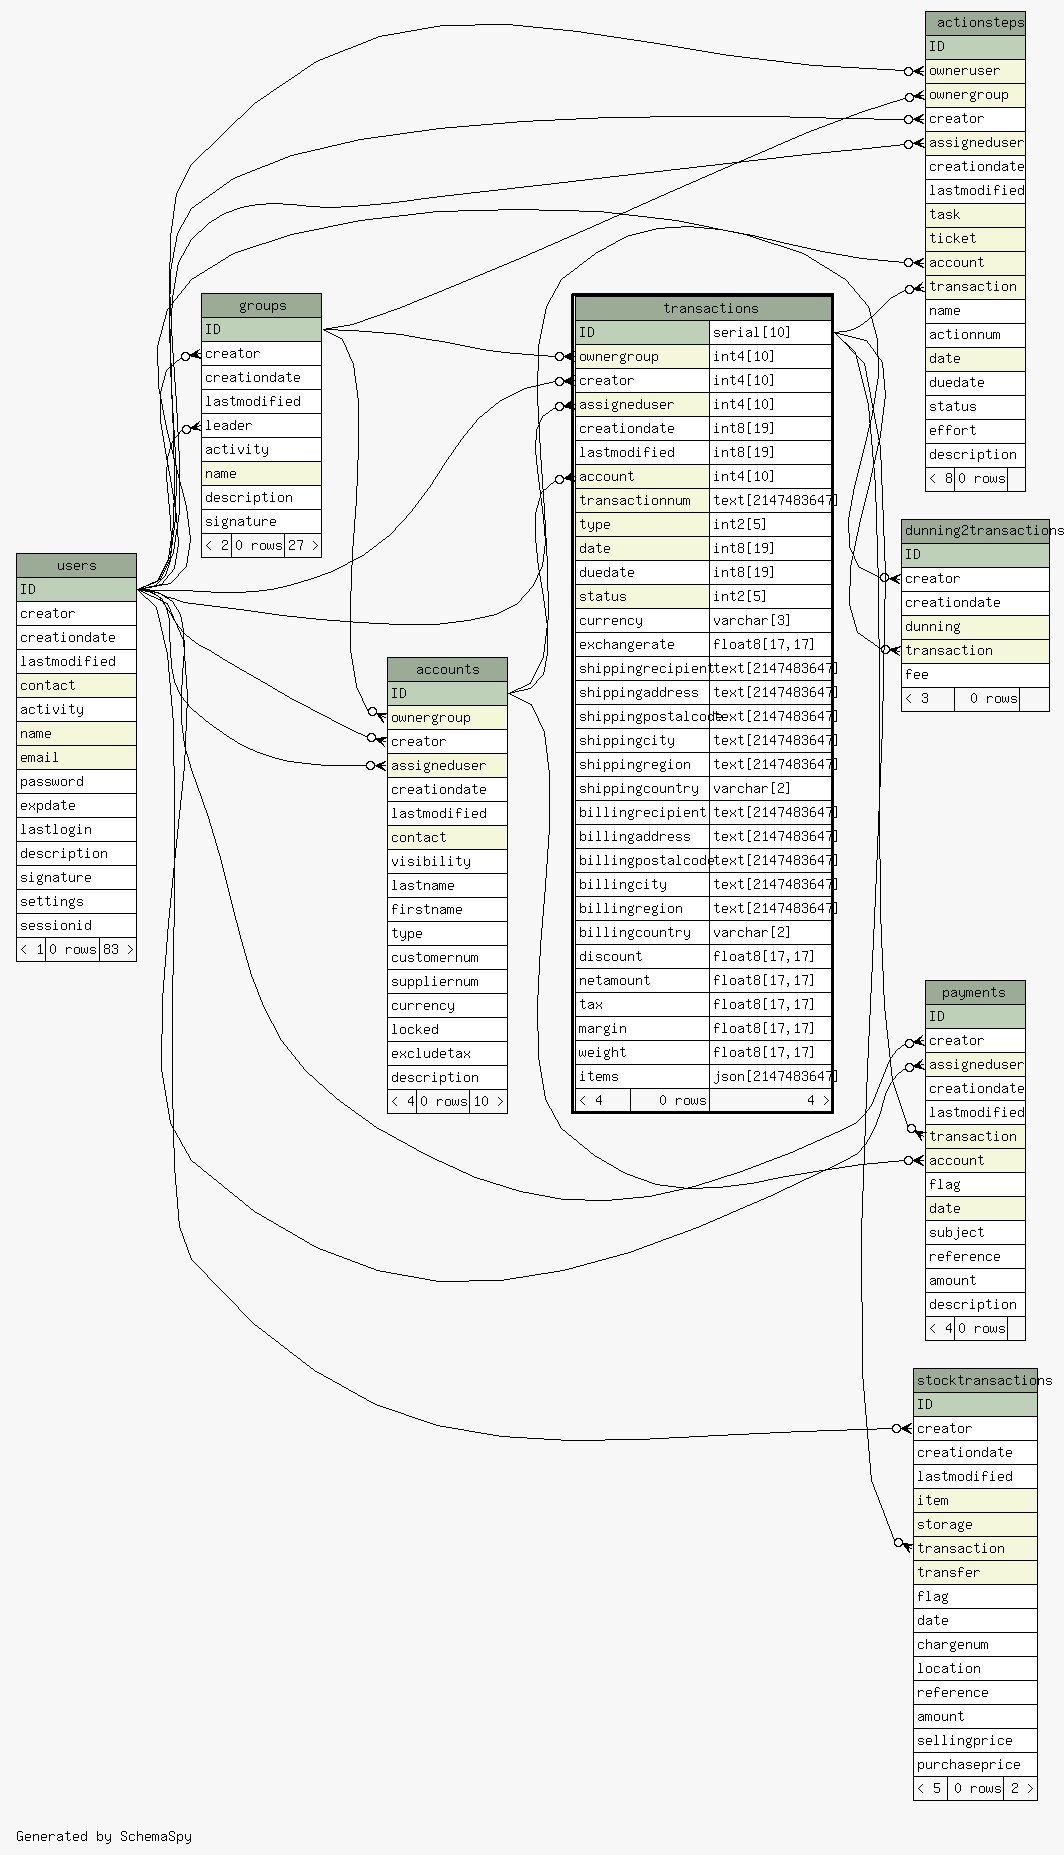 actionsteps
ID
owneruser
ownergroup
creator
assigneduser
creationdate
lastmodified
task
ticket
account
transaction
name
actionnum
date
duedate
status
effort
description
< 8 0 rows
groups
ID
creator
creationdate
lastmodified
leader
activity
name
description
signature
< 2 0 rows 27 >
transactions
ID serial[10]
ownergroup int4[10]
creator int4[10]
assigneduser int4[10]
creationdate int8[19]
lastmodified int8[19]
account int4[10]
transactionnum text[2147483647]
type int2[5]
date int8[19]
duedate int8[19]
status int2[5]
currency varchar[3]
exchangerate float8[17,17]
shippingrecipient text[2147483647]
shippingaddress text[2147483647]
shippingpostalcode text[2147483647]
shippingcity text[2147483647]
shippingregion text[2147483647]
shippingcountry varchar[2]
billingrecipient text[2147483647]
billingaddress text[2147483647]
billingpostalcode text[2147483647]
billingcity text[2147483647]
billingregion text[2147483647]
billingcountry varchar[2]
discount float8[17,17]
netamount float8[17,17]
tax float8[17,17]
margin float8[17,17]
weight float8[17,17]
items json[2147483647]
< 4 0 rows 4 >
dunning2transactions
ID
creator
creationdate
dunning
transaction
fee
< 3 0 rows
users
ID
creator
creationdate
lastmodified
contact
activity
name
email
password
expdate
lastlogin
description
signature
settings
sessionid
< 1 0 rows 83 >
accounts
ID
ownergroup
creator
assigneduser
creationdate
lastmodified
contact
visibility
lastname
firstname
type
customernum
suppliernum
currency
locked
excludetax
description
< 4 0 rows 10 >
payments
ID
creator
assigneduser
creationdate
lastmodified
transaction
account
flag
date
subject
reference
amount
description
< 4 0 rows
stocktransactions
ID
creator
creationdate
lastmodified
item
storage
transaction
transfer
flag
date
chargenum
location
reference
amount
sellingprice
purchaseprice
< 5 0 rows 2 >
Generated by SchemaSpy